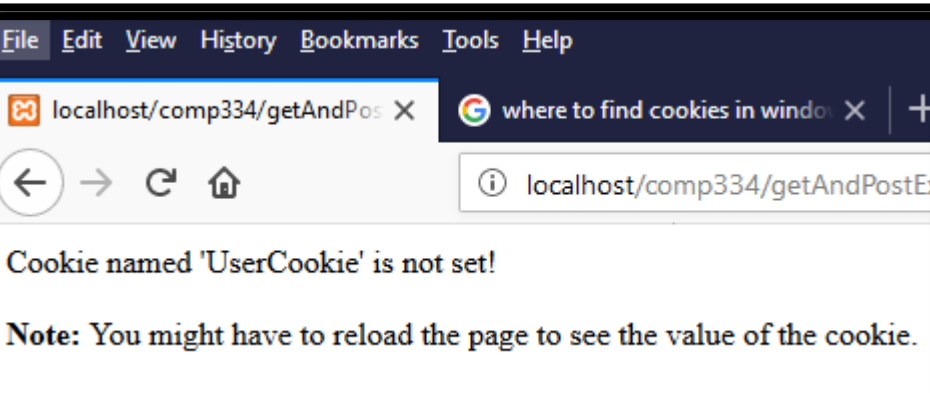 File Edit View History Bookmarks Tools Help
localhost/comp334/getAndPos
where to find cookies in windo
localhost/comp334/getAndPostE
Cookie named 'UserCookie' is not set!
Note: You might have to reload the page to see the value of the cookie.